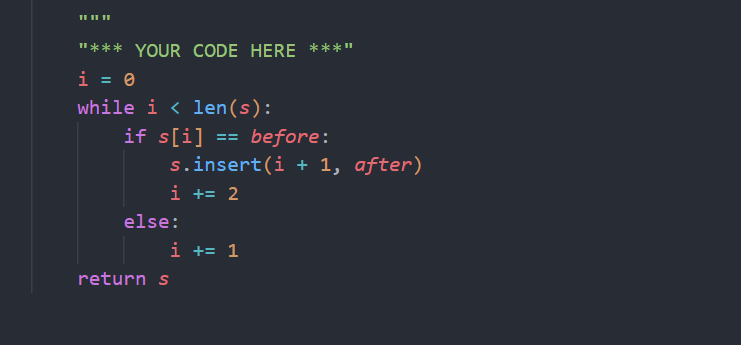 """
"*** YOUR CODE HERE ***"
i = 0
while i < len(s):
if s[i] == before:
s.insert(i + 1, after)
i += 2
else:
i += 1
return s